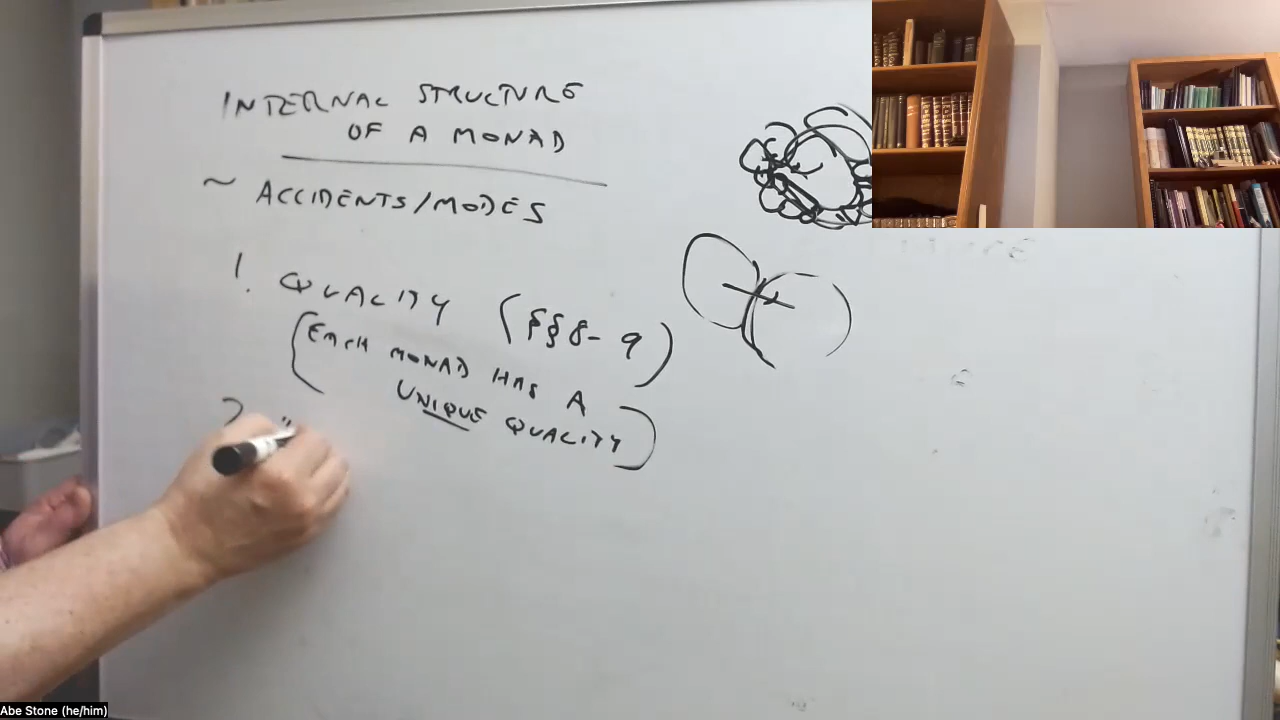 INTERNAL STRUCTURE
OF A MONAD
~ ACCIDENTS/MODES
1. QUALITY (§§8-9)
(EACH MONAD HAS A
UNIQUE QUALITY)
2
Abe Stone (he/him)